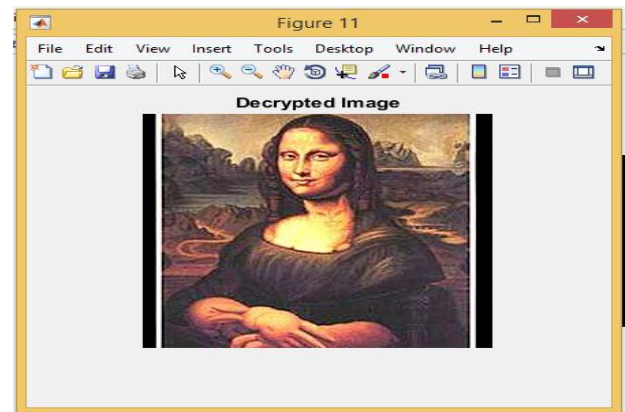 Figure 11
File Edit View Insert Tools Desktop Window Help
Decrypted Image